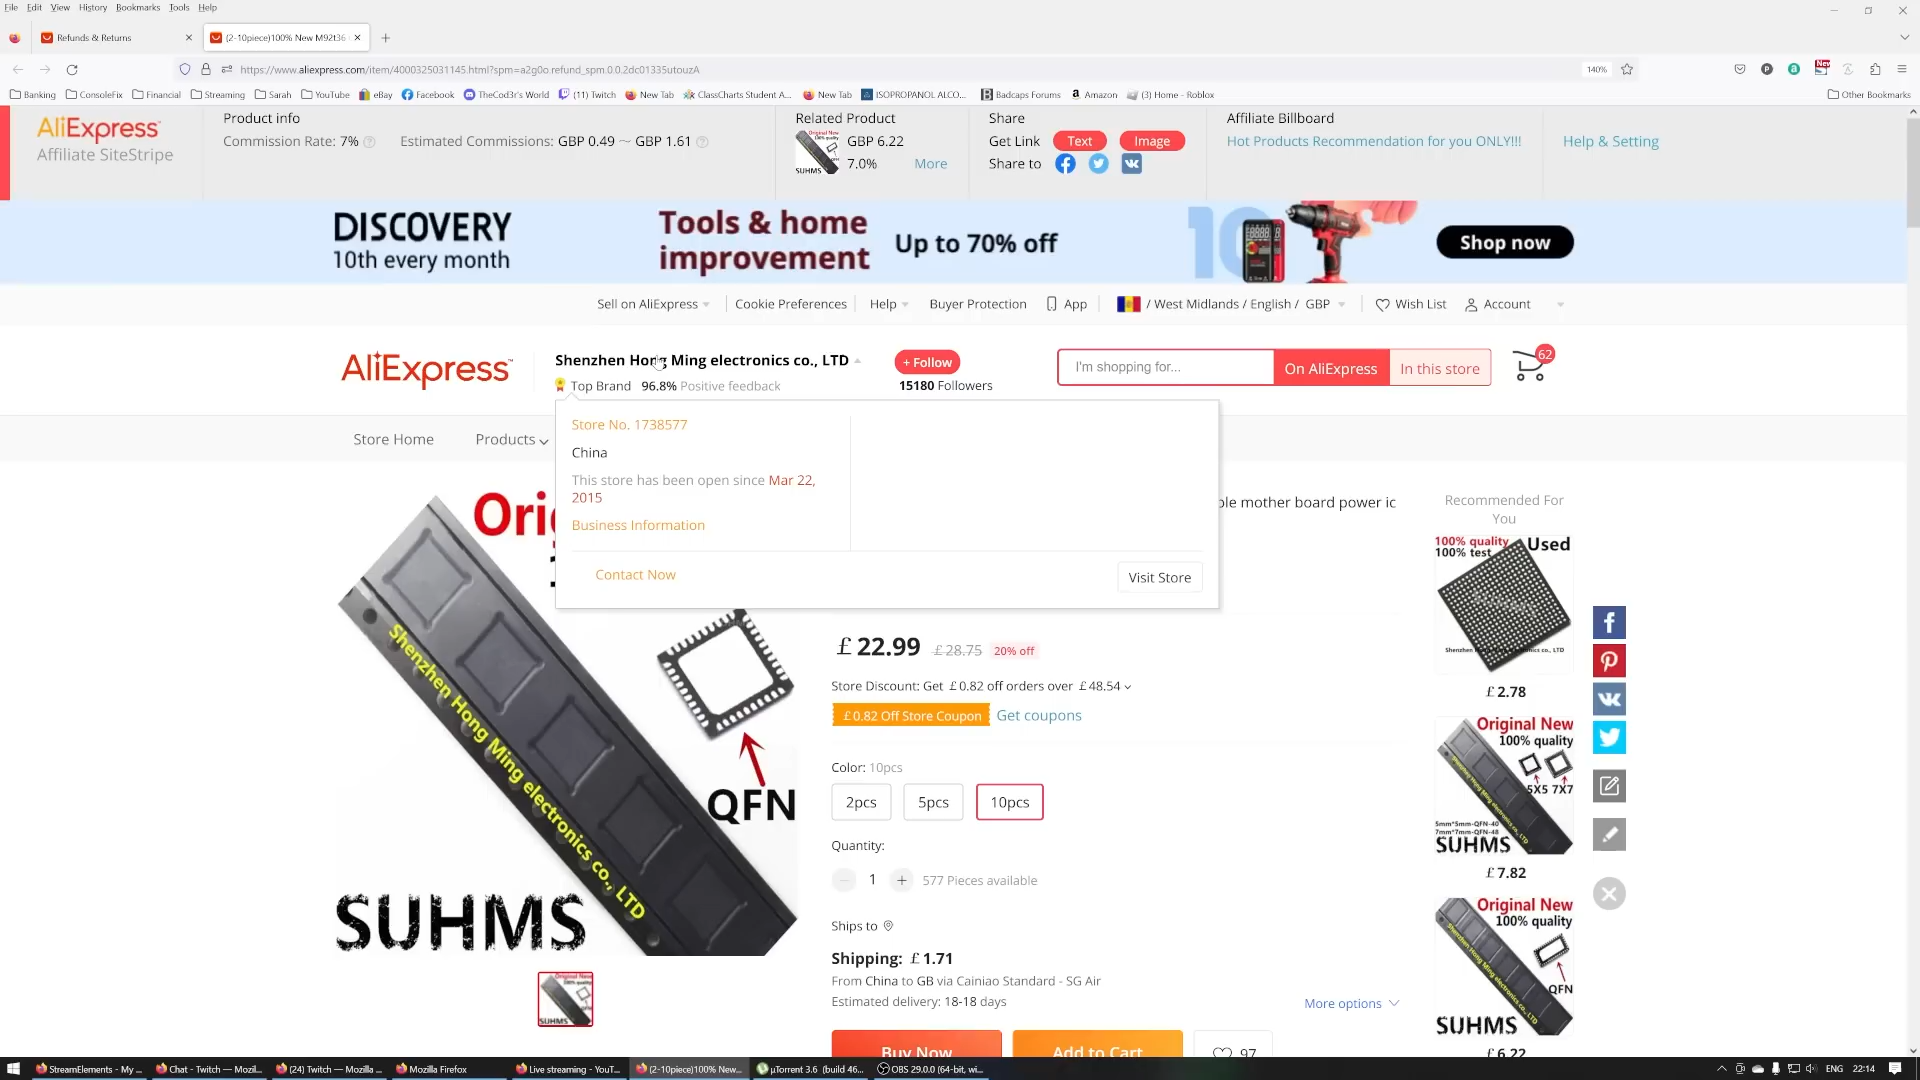 File Edit View History Bookmarks Tools Help
Refunds & Returns
(2-10piece)100% New M92t36
https://www.aliexpress.com/item/4000325031145.html?spm=a2g0o.refund_spm.0.0.2dc01335utouzA
140%
Banking ConsoleFix Financial Streaming Sarah YouTube eBay Facebook TheCod3r's World (11) Twitch New Tab ClassCharts Student A... New Tab ISOPROPANOL ALCO... Badcaps Forums Amazon (3) Home - Roblox Other Bookmarks
AliExpress
Affiliate SiteStripe
Product info
Commission Rate: 7% Estimated Commissions: GBP 0.49 ~ GBP 1.61
Related Product
GBP 6.22
7.0% More
SUHMS
Share
Get Link Text Image
Share to
Affiliate Billboard
Hot Products Recommendation for you ONLY!!!
Help & Setting
DISCOVERY
10th every month
Tools & home
improvement
Up to 70% off
10
Shop now
Sell on AliExpress Cookie Preferences Help Buyer Protection App / West Midlands / English / GBP Wish List Account
AliExpress
Shenzhen Hong Ming electronics co., LTD
Top Brand 96.8% Positive feedback
+ Follow
15180 Followers
I'm shopping for... On AliExpress In this store
62
Store Home Products
Store No. 1738577
China
This store has been open since Mar 22,
2015
Business Information
Contact Now
Visit Store
ble mother board power ic
Shenzhen Hong Ming electronics co., LTD
QFN
SUHMS
£ 22.99 £ 28.75 20% off
Store Discount: Get £ 0.82 off orders over £ 48.54
£ 0.82 Off Store Coupon Get coupons
Color: 10pcs
2pcs 5pcs 10pcs
Quantity:
1 577 Pieces available
Ships to
Shipping: £ 1.71
From China to GB via Cainiao Standard - SG Air
Estimated delivery: 18-18 days
More options
Buy Now Add to Cart 97
Recommended For
You
100% quality
100% test
Used
Shenzhen Hong Ming electronics co., LTD
£ 2.78
Original New
100% quality
5X5 7X7
5mm*5mm-QFN-40
7mm*7mm-QFN-48
SUHMS
£ 7.82
Original New
100% quality
QFN
SUHMS
£ 6.22
StreamElements - My ... Chat - Twitch — Mozil... (24) Twitch — Mozilla ... Mozilla Firefox Live streaming - YouT... (2-10piece)100% New... µTorrent 3.6 (build 46... OBS 29.0.0 (64-bit, wi... ENG 22:14